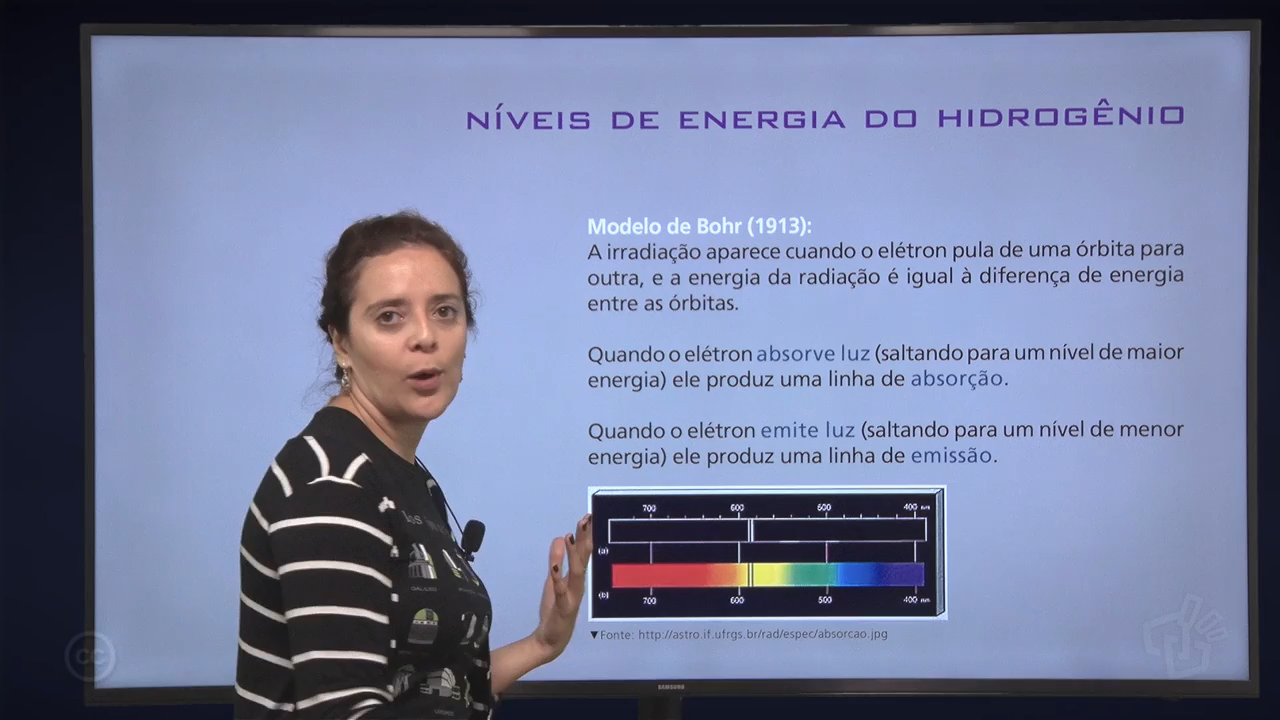 NÍVEIS DE ENERGIA DO HIDROGÊNIO
Modelo de Bohr (1913):
A irradiação aparece cuando o elétron pula de uma órbita para
outra, e a energia da radiação é igual à diferença de energia
entre as órbitas.
Quando o elétron absorve luz (saltando para um nível de maior
energia) ele produz uma linha de absorção.
Quando o elétron emite luz (saltando para um nível de menor
energia) ele produz uma linha de emissão.
700 600 500 400 nm
(a)
(b)
700 600 500 400 nm
▼Fonte: http://astro.if.ufrgs.br/rad/espec/absorcao.jpg
GALILEO
SAMSUNG
cc